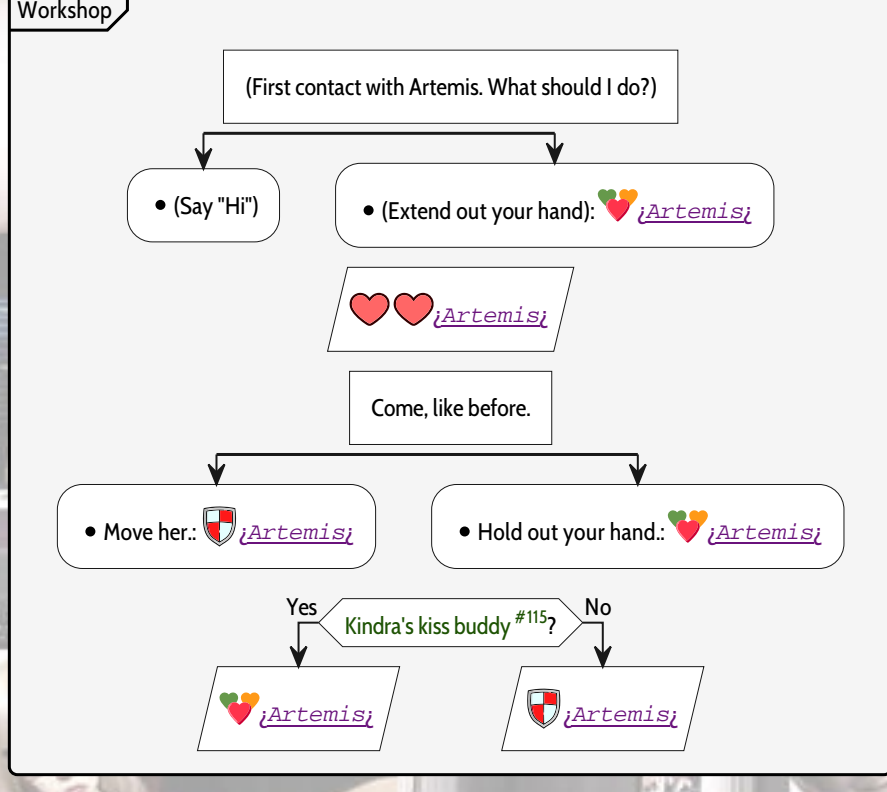 Workshop
(First contact with Artemis. What should I do?)
• (Say "Hi")
• (Extend out your hand): ¿Artemis¿
¿Artemis¿
Come, like before.
• Move her.: ¿Artemis¿
• Hold out your hand.: ¿Artemis¿
Yes
Kindra's kiss buddy #115?
No
¿Artemis¿
¿Artemis¿